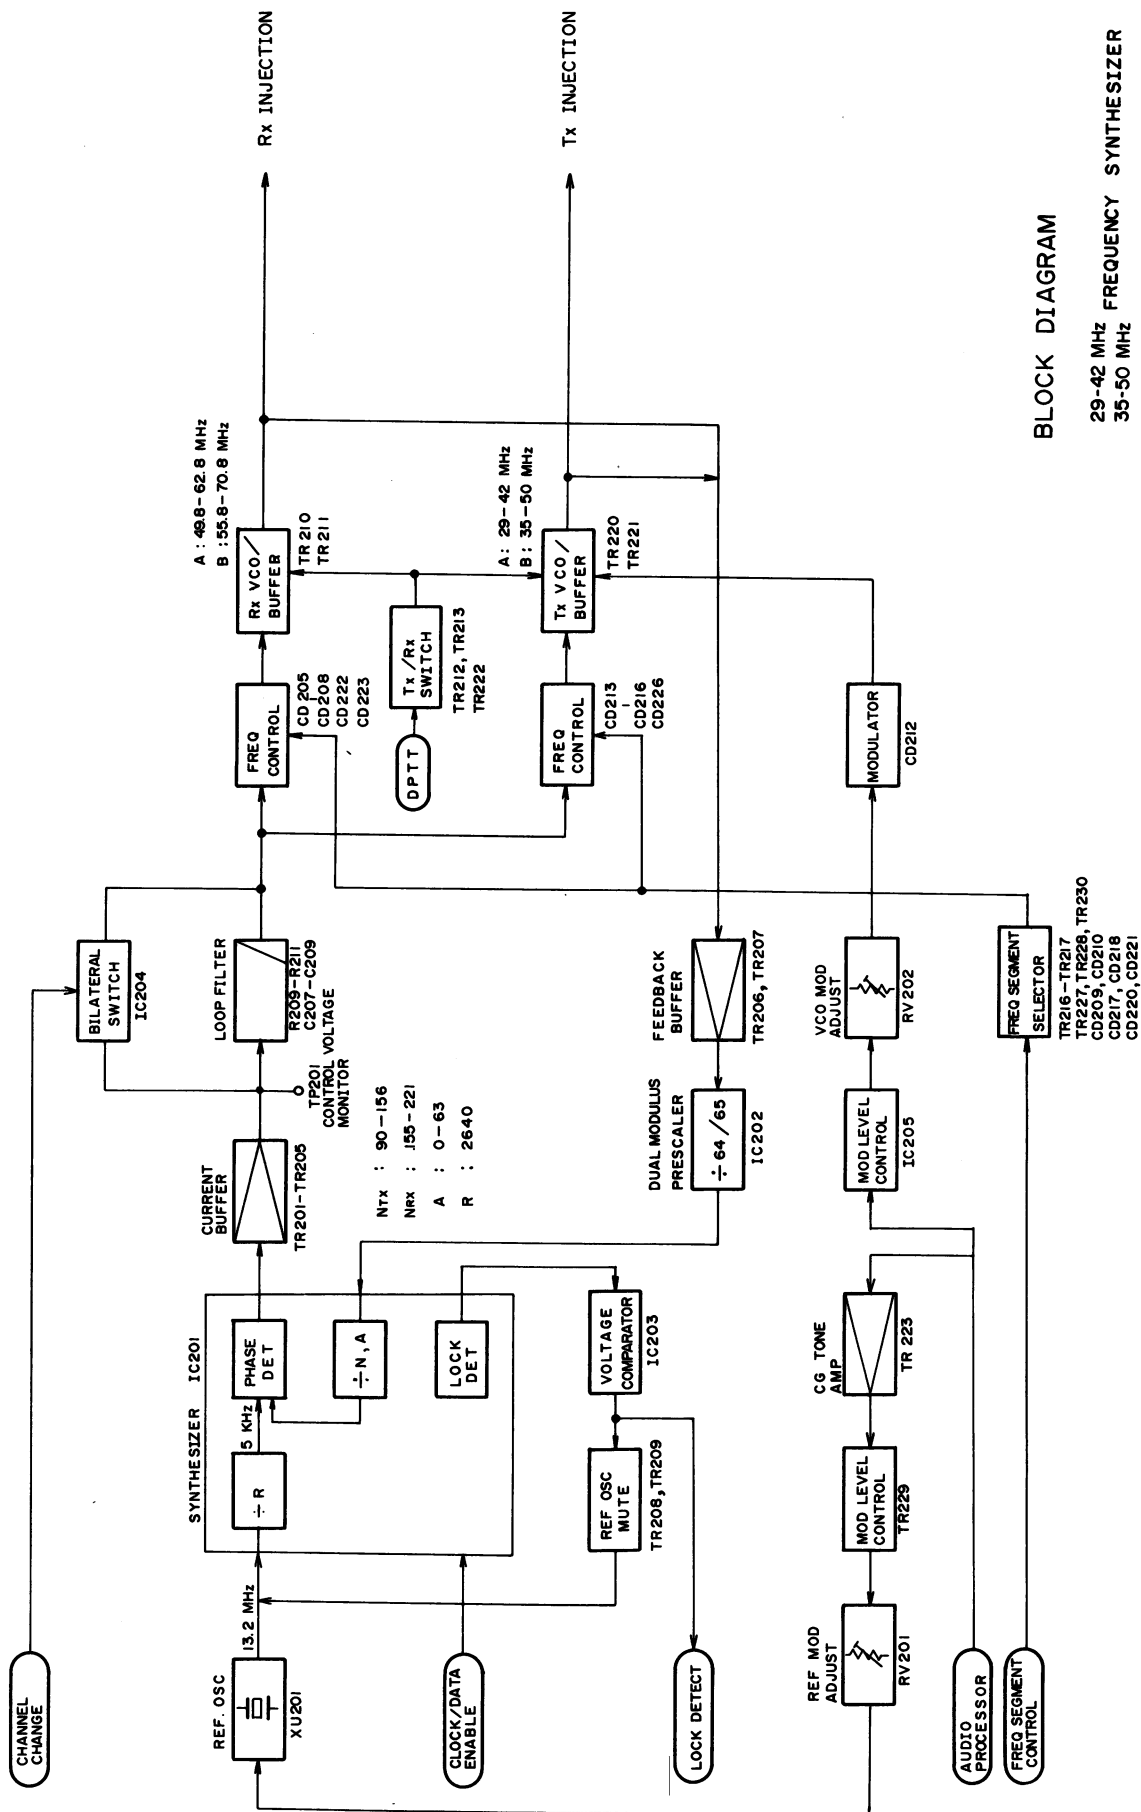 CHANNEL
CHANGE
BILATERAL
SWITCH
IC204
REF. OSC
XU201
13.2 MHz
SYNTHESIZER IC201
÷R
5 KHz
PHASE
DET
÷N, A
LOCK
DET
CURRENT
BUFFER
TR201-TR205
TP201
CONTROL VOLTAGE
MONITOR
LOOP FILTER
R209-R211
C207-C209
FREQ
CONTROL
CD205
-
CD208
CD222
CD223
A : 49.8-62.8 MHz
B : 55.8-70.8 MHz
Rx VCO/
BUFFER
TR210
TR211
Rx INJECTION
NTX : 90-156
NRX : 155-221
A : 0-63
R : 2640
DPTT
Tx/Rx
SWITCH
TR212, TR213
TR222
CLOCK/DATA
ENABLE
A: 29-42 MHz
B: 35-50 MHz
FREQ
CONTROL
CD213
-
CD216
CD226
Tx VCO/
BUFFER
TR220
TR221
Tx INJECTION
REF OSC
MUTE
TR208, TR209
VOLTAGE
COMPARATOR
IC203
DUAL MODULUS
PRESCALER
÷64/65
IC202
FEEDBACK
BUFFER
TR206, TR207
LOCK DETECT
REF MOD
ADJUST
RV201
MOD LEVEL
CONTROL
TR229
CG TONE
AMP
TR 223
MOD LEVEL
CONTROL
IC205
VCO MOD
ADJUST
RV202
MODULATOR
CD212
AUDIO
PROCESSOR
FREQ SEGMENT
CONTROL
FREQ SEGMENT
SELECTOR
TR216-TR217
TR227, TR228, TR230
CD209, CD210
CD217, CD218
CD220, CD221
BLOCK DIAGRAM
29-42 MHz FREQUENCY SYNTHESIZER
35-50 MHz